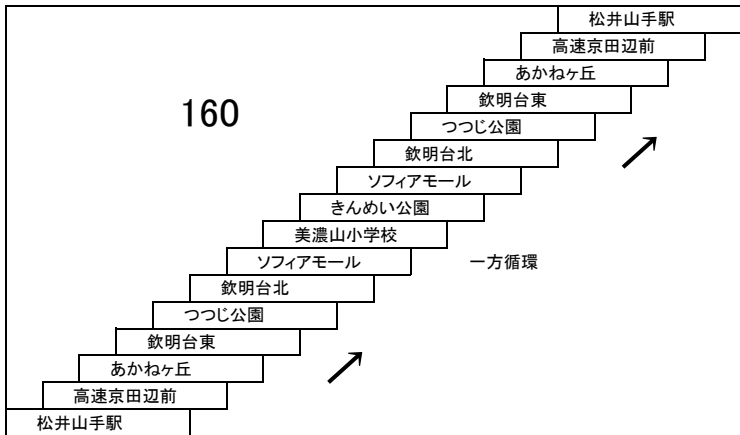 松井山手駅
高速京田辺前
あかねヶ丘
160
欽明台東
つつじ公園
欽明台北
ソフィアモール
きんめい公園
美濃山小学校
ソフィアモール
一方循環
欽明台北
つつじ公園
欽明台東
あかねヶ丘
高速京田辺前
松井山手駅